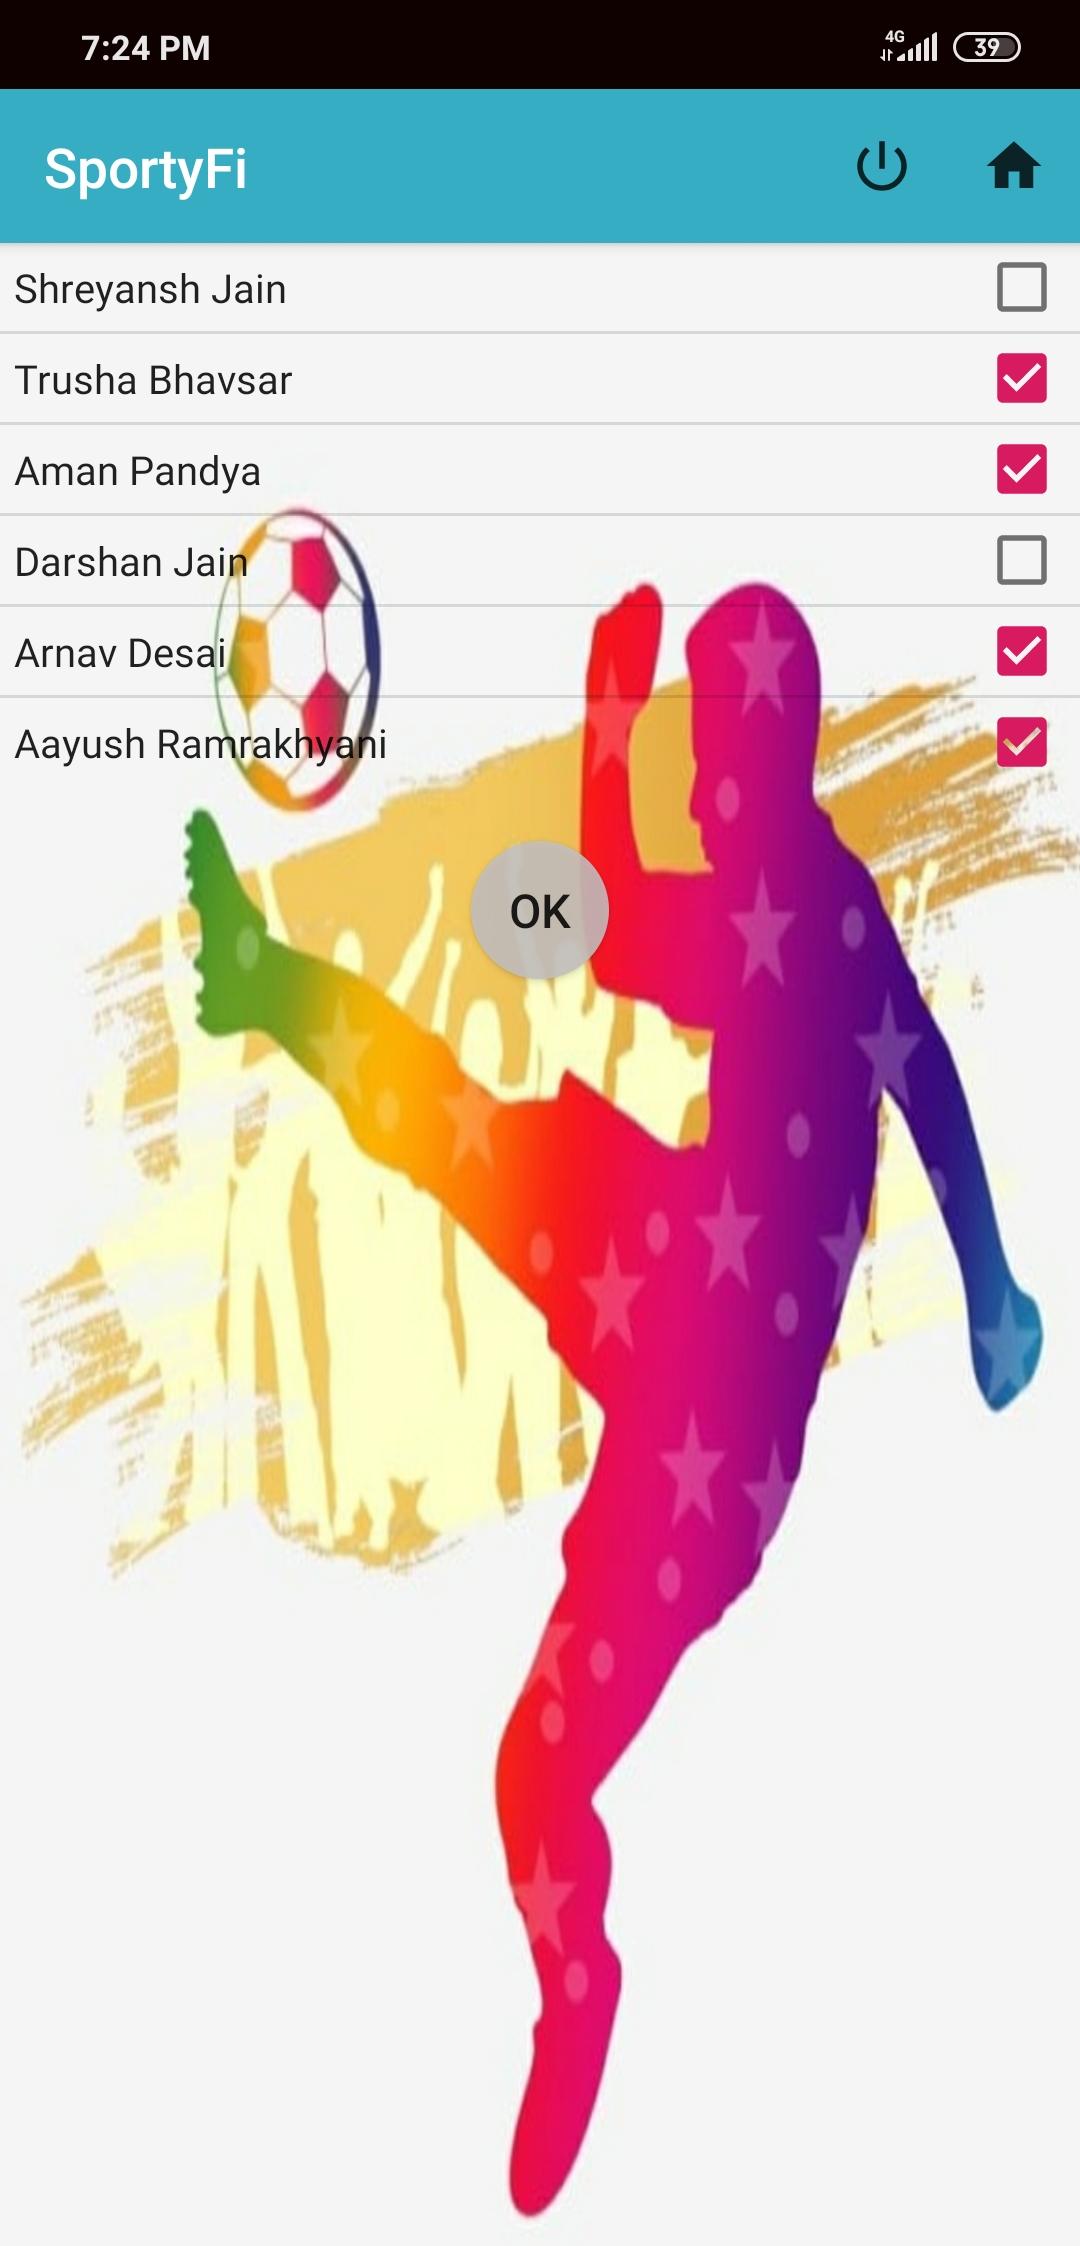 7:24 PM 4G 39
SportyFi
Shreyansh Jain
Trusha Bhavsar
Aman Pandya
Darshan Jain
Arnav Desai
Aayush Ramrakhyani
OK